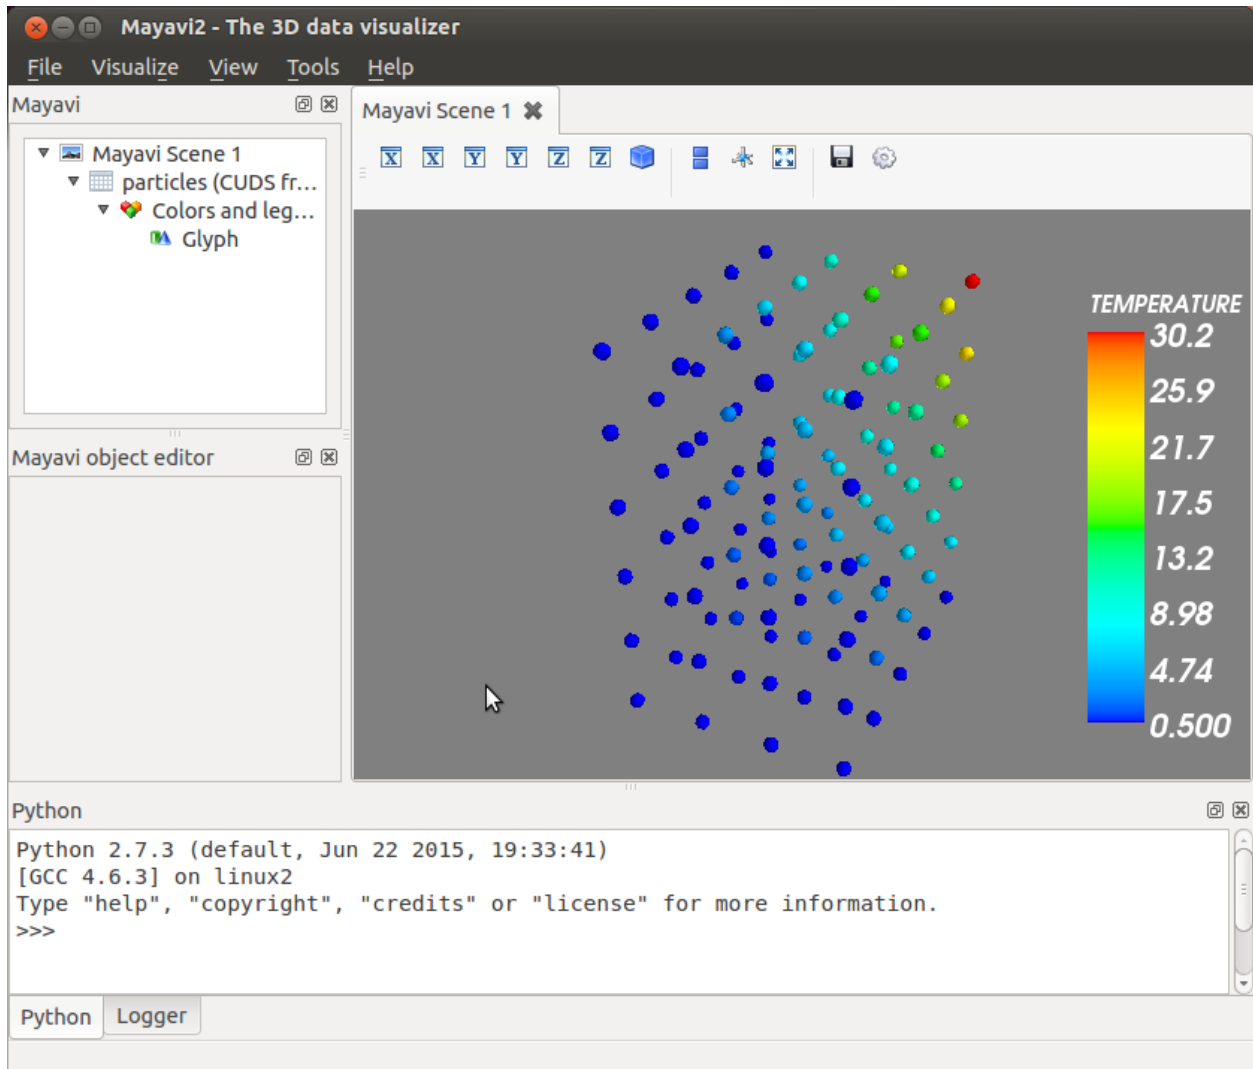 Mayavi2 - The 3D data visualizer
File Visualize View Tools Help
Mayavi
Mayavi Scene 1
particles (CUDS fr...
Colors and leg...
Glyph
Mayavi object editor
Mayavi Scene 1
X X Y Y Z Z
TEMPERATURE
30.2
25.9
21.7
17.5
13.2
8.98
4.74
0.500
Python
Python 2.7.3 (default, Jun 22 2015, 19:33:41)
[GCC 4.6.3] on linux2
Type "help", "copyright", "credits" or "license" for more information.
>>>
Python Logger